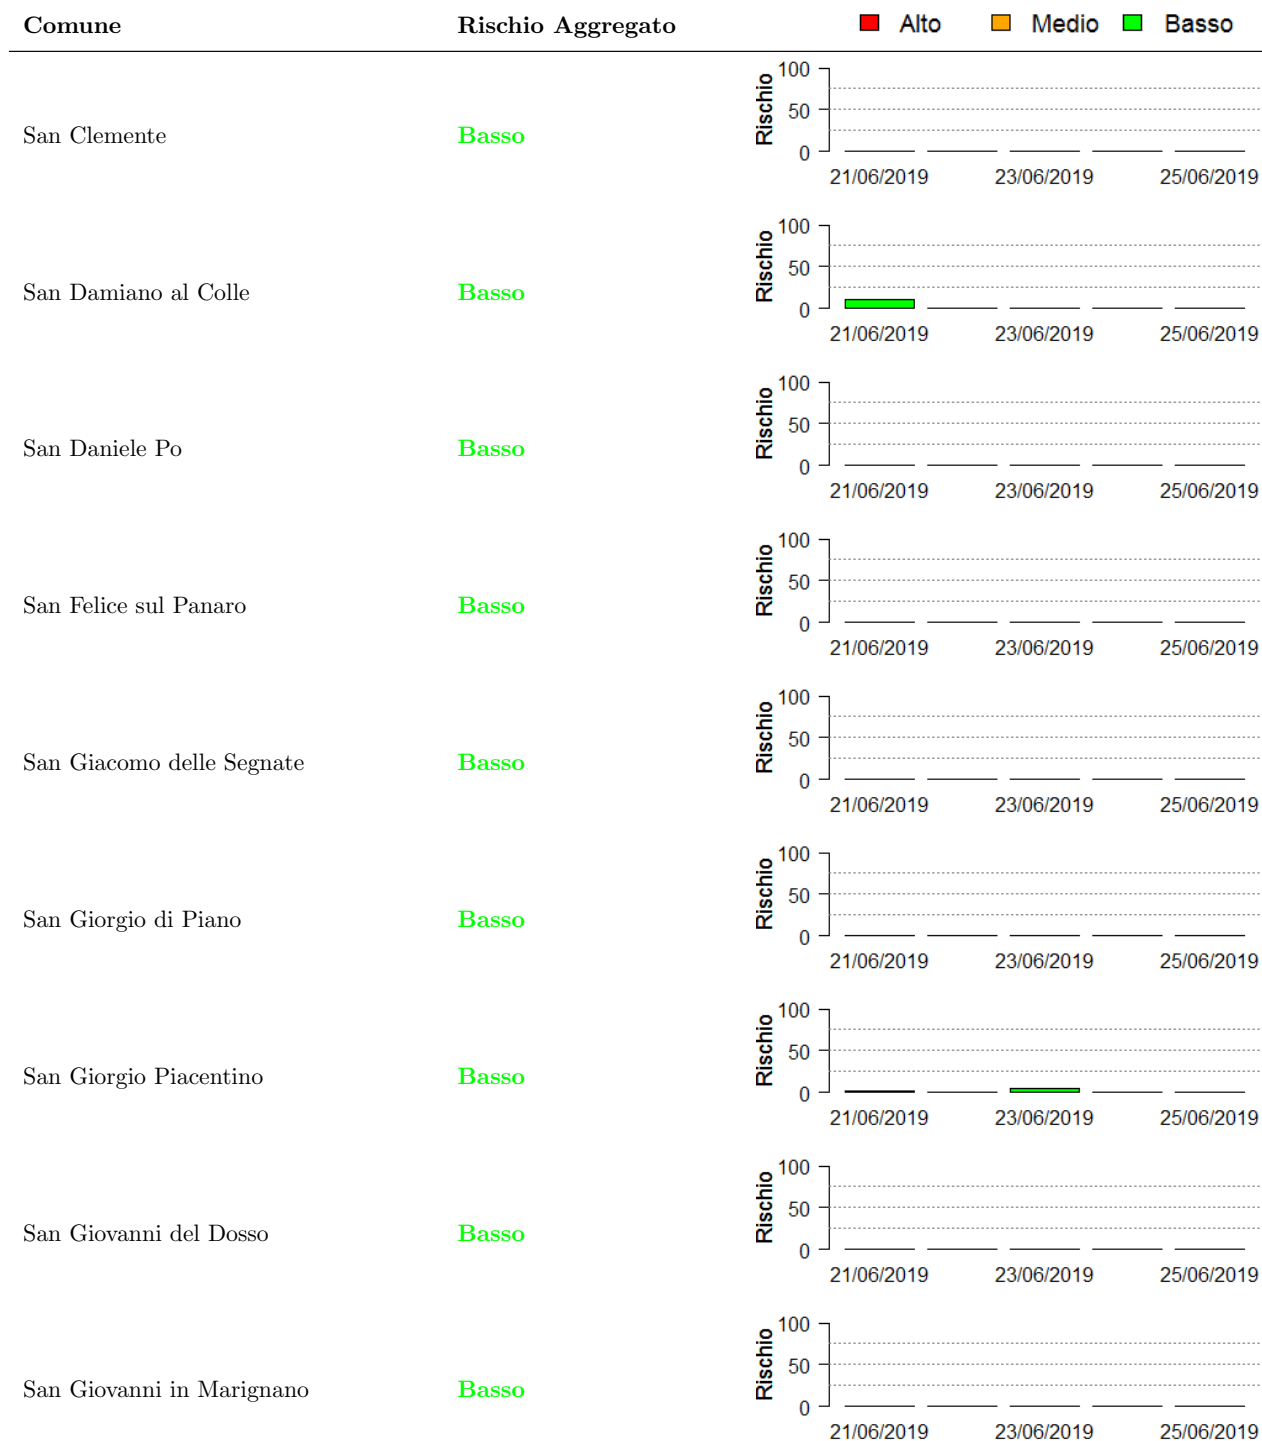 Comune Rischio Aggregato Alto Medio Basso
San Clemente Basso
Rischio
100
50
0
21/06/2019 23/06/2019 25/06/2019
San Damiano al Colle Basso
Rischio
100
50
0
21/06/2019 23/06/2019 25/06/2019
San Daniele Po Basso
Rischio
100
50
0
21/06/2019 23/06/2019 25/06/2019
San Felice sul Panaro Basso
Rischio
100
50
0
21/06/2019 23/06/2019 25/06/2019
San Giacomo delle Segnate Basso
Rischio
100
50
0
21/06/2019 23/06/2019 25/06/2019
San Giorgio di Piano Basso
Rischio
100
50
0
21/06/2019 23/06/2019 25/06/2019
San Giorgio Piacentino Basso
Rischio
100
50
0
21/06/2019 23/06/2019 25/06/2019
San Giovanni del Dosso Basso
Rischio
100
50
0
21/06/2019 23/06/2019 25/06/2019
San Giovanni in Marignano Basso
Rischio
100
50
0
21/06/2019 23/06/2019 25/06/2019